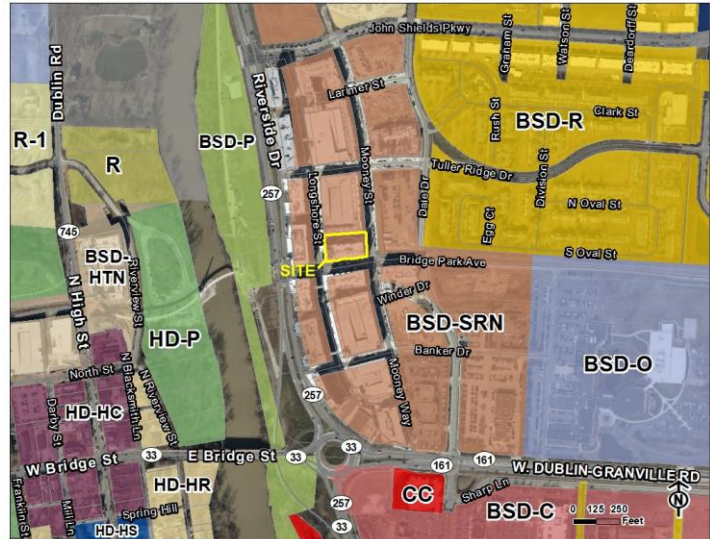 John Shields Pkwy
Graham St
Watson St
Deardorff St
Dublin Rd
Riverside Dr
Larimer St
BSD-P
Rush St
Clark St
BSD-R
R-1
R
Mooney St
Longshore St
Tuller Ridge Dr
Division St
257
Dale Dr
N Oval St
745
Egg Ct
BSD-HTN
Riverview St
SITE
Bridge Park Ave
S Oval St
N High St
HD-P
Winder Dr
BSD-SRN
BSD-O
Banker Dr
North St
N Blacksmith Ln
N Riverview St
Mooney Way
HD-HC
Darby St
257
W Bridge St
33
E Bridge St
33
33
161
161
W. DUBLIN-GRANVILLE RD
Franklin St
Mill Ln
HD-HR
Spring Hill
HD-HS
257
33
CC
Sharp Ln
BSD-C
N
0 125 250
Feet